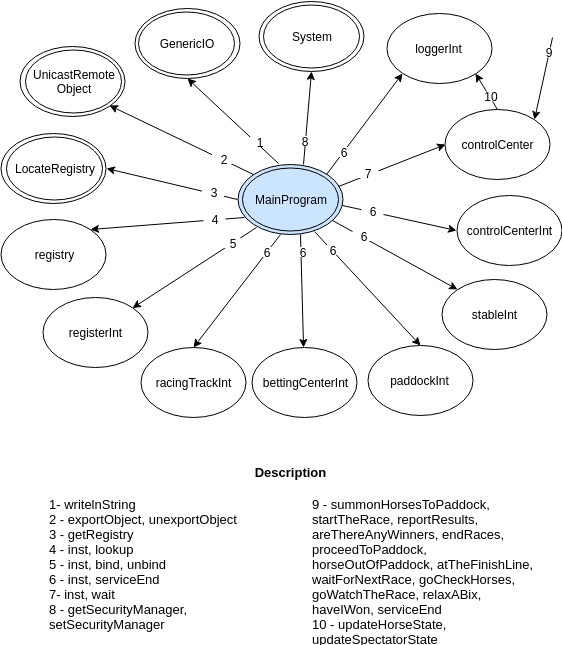 GenericIO
System
loggerInt
9
UnicastRemote
Object
10
controlCenter
1
8
6
2
7
LocateRegistry
3
MainProgram
6
controlCenterInt
4
registry
5
6
6
6
6
stableInt
registerInt
racingTrackInt
bettingCenterInt
paddockInt
Description
1- writelnString
2 - exportObject, unexportObject
3 - getRegistry
4 - inst, lookup
5 - inst, bind, unbind
6 - inst, serviceEnd
7- inst, wait
8 - getSecurityManager,
setSecurityManager
9 - summonHorsesToPaddock,
startTheRace, reportResults,
areThereAnyWinners, endRaces,
proceedToPaddock,
horseOutOfPaddock, atTheFinishLine,
waitForNextRace, goCheckHorses,
goWatchTheRace, relaxABix,
haveIWon, serviceEnd
10 - updateHorseState,
updateSpectatorState